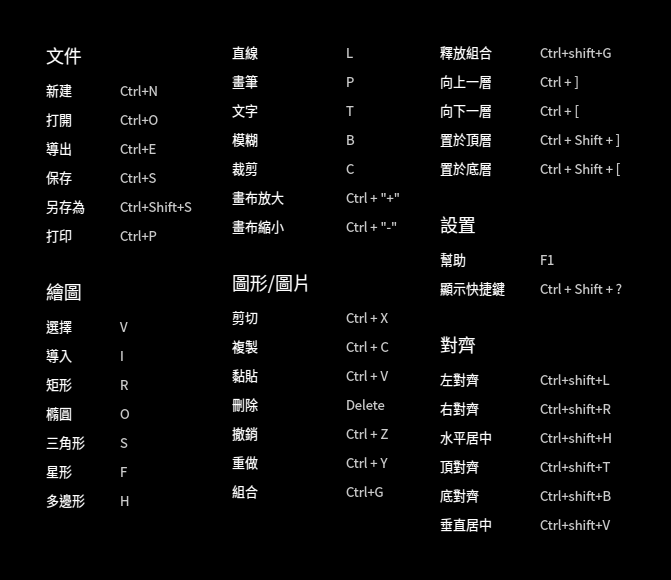 文件
新建 Ctrl+N
打開 Ctrl+O
導出 Ctrl+E
保存 Ctrl+S
另存為 Ctrl+Shift+S
打印 Ctrl+P
繪圖
選擇 V
導入 I
矩形 R
橢圓 O
三角形 S
星形 F
多邊形 H
直線 L
畫筆 P
文字 T
模糊 B
裁剪 C
畫布放大 Ctrl + "+"
畫布縮小 Ctrl + "-"
圖形/圖片
剪切 Ctrl + X
複製 Ctrl + C
黏貼 Ctrl + V
刪除 Delete
撤銷 Ctrl + Z
重做 Ctrl + Y
組合 Ctrl+G
釋放組合 Ctrl+shift+G
向上一層 Ctrl + ]
向下一層 Ctrl + [
置於頂層 Ctrl + Shift + ]
置於底層 Ctrl + Shift + [
設置
幫助 F1
顯示快捷鍵 Ctrl + Shift + ?
對齊
左對齊 Ctrl+shift+L
右對齊 Ctrl+shift+R
水平居中 Ctrl+shift+H
頂對齊 Ctrl+shift+T
底對齊 Ctrl+shift+B
垂直居中 Ctrl+shift+V